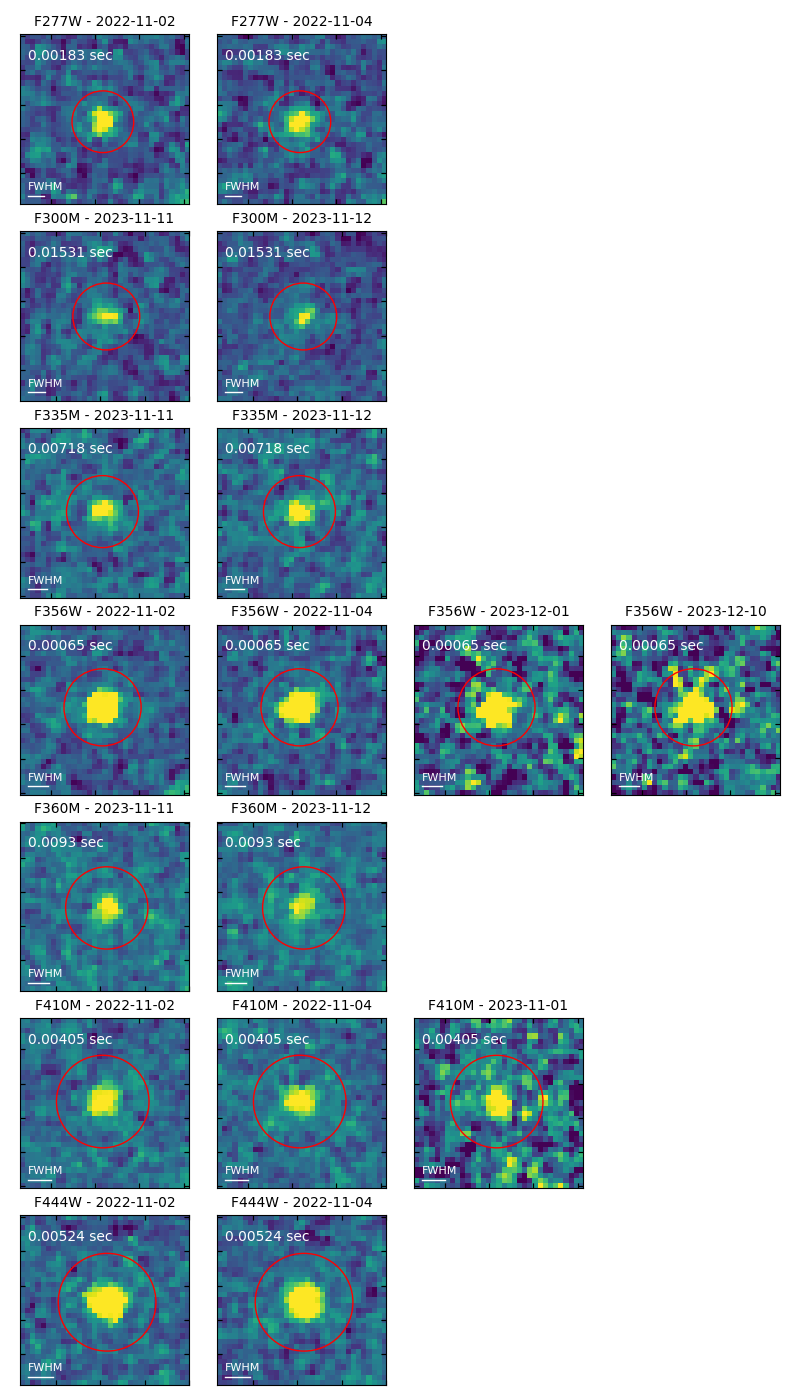 F277W - 2022-11-02
F277W - 2022-11-04
0.00183 sec
0.00183 sec
FWHM
FWHM
F300M - 2023-11-11
F300M - 2023-11-12
0.01531 sec
0.01531 sec
FWHM
FWHM
F335M - 2023-11-11
F335M - 2023-11-12
0.00718 sec
0.00718 sec
FWHM
FWHM
F356W - 2022-11-02
F356W - 2022-11-04
F356W - 2023-12-01
F356W - 2023-12-10
0.00065 sec
0.00065 sec
0.00065 sec
0.00065 sec
FWHM
FWHM
FWHM
FWHM
F360M - 2023-11-11
F360M - 2023-11-12
0.0093 sec
0.0093 sec
FWHM
FWHM
F410M - 2022-11-02
F410M - 2022-11-04
F410M - 2023-11-01
0.00405 sec
0.00405 sec
0.00405 sec
FWHM
FWHM
FWHM
F444W - 2022-11-02
F444W - 2022-11-04
0.00524 sec
0.00524 sec
FWHM
FWHM